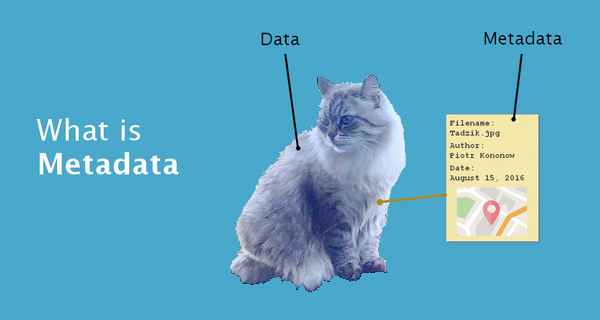 What is
Metadata
Data
Metadata
Filename:
Tadzik.jpg
Author:
Piotr Kononow
Date:
August 15, 2016